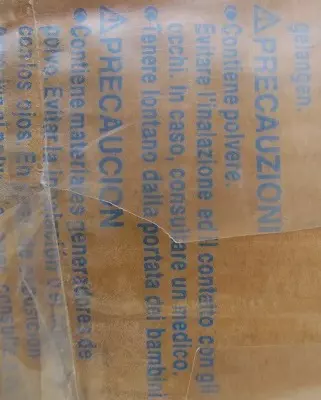 gelangen.
⚠PRECAUZIONI
●Contiene polvere.
Evitare l'inalazione ed il contatto con gli
occhi. In caso, consultare un medico.
●Tenere lontano dalla portata dei bambini
⚠PRECAUCION
●Contiene materiales generadores de
polvo. Evitar la
con los ojos. En